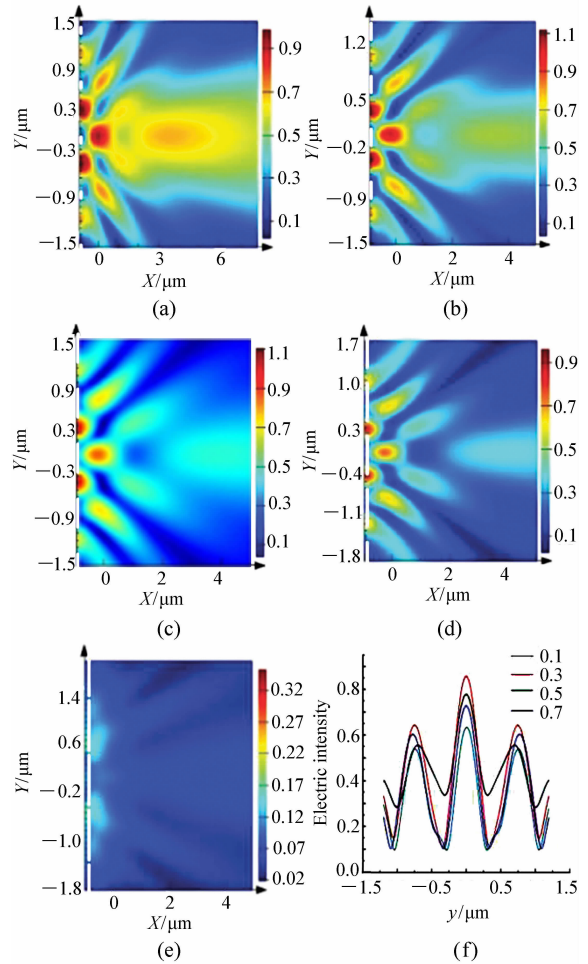 1.5
0.9
0.3
−0.3
−0.9
−1.5
Y/μm
0 3 6
X/μm
0.9
0.7
0.5
0.3
0.1
(a)
1.2
0.5
−0.2
−0.9
−1.5
Y/μm
0 2 4
X/μm
1.1
0.9
0.7
0.5
0.3
0.1
(b)
1.5
0.9
0.3
−0.3
−0.9
−1.5
Y/μm
0 2 4
X/μm
1.1
0.9
0.7
0.5
0.3
0.1
(c)
1.7
1.0
0.3
−0.4
−1.1
−1.8
Y/μm
0 2 4
X/μm
0.9
0.7
0.5
0.3
0.1
(d)
1.4
0.6
−0.2
−1.0
−1.8
Y/μm
0 2 4
X/μm
0.32
0.27
0.22
0.17
0.12
0.07
0.02
(e)
0.8
0.6
0.4
0.2
0.0
Electric intensity
−1.5 −0.5 0.5 1.5
y/μm
0.1
0.3
0.5
0.7
(f)